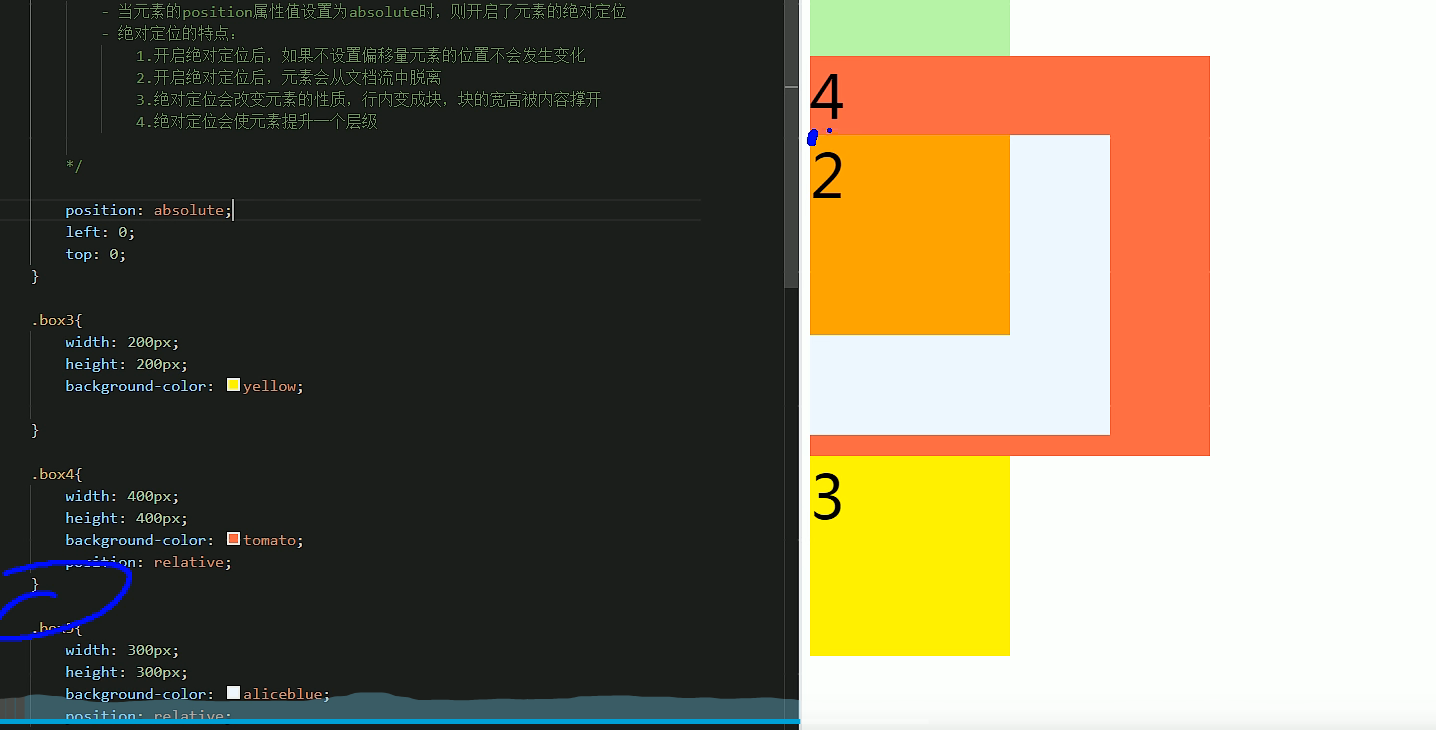 - 当元素的position属性值设置为absolute时，则开启了元素的绝对定位
- 绝对定位的特点：
1.开启绝对定位后，如果不设置偏移量元素的位置不会发生变化
2.开启绝对定位后，元素会从文档流中脱离
3.绝对定位会改变元素的性质，行内变成块，块的宽高被内容撑开
4.绝对定位会使元素提升一个层级
*/
position: absolute;
left: 0;
top: 0;
}
.box3{
width: 200px;
height: 200px;
background-color: yellow;
}
.box4{
width: 400px;
height: 400px;
background-color: tomato;
position: relative;
}
.box5{
width: 300px;
height: 300px;
background-color: aliceblue;
position: relative;
4
2
3